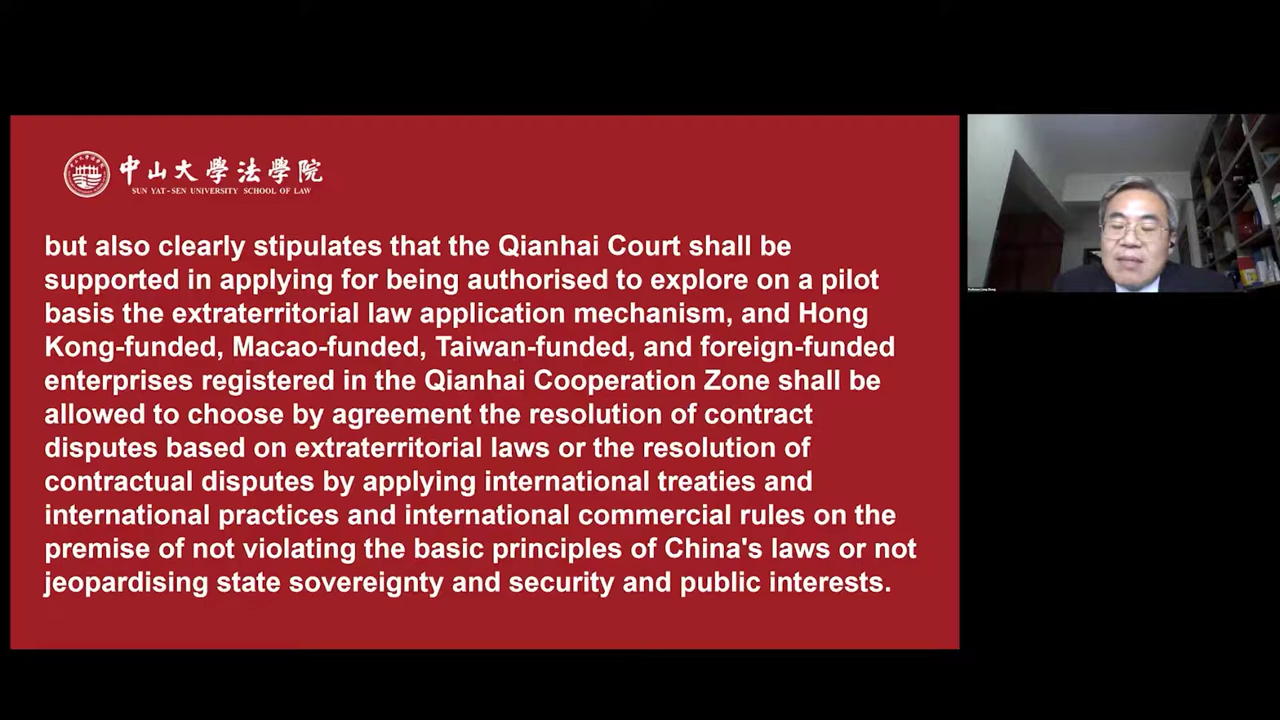 中山大學法學院
SUN YAT-SEN UNIVERSITY SCHOOL OF LAW
but also clearly stipulates that the Qianhai Court shall be
supported in applying for being authorised to explore on a pilot
basis the extraterritorial law application mechanism, and Hong
Kong-funded, Macao-funded, Taiwan-funded, and foreign-funded
enterprises registered in the Qianhai Cooperation Zone shall be
allowed to choose by agreement the resolution of contract
disputes based on extraterritorial laws or the resolution of
contractual disputes by applying international treaties and
international practices and international commercial rules on the
premise of not violating the basic principles of China's laws or not
jeopardising state sovereignty and security and public interests.